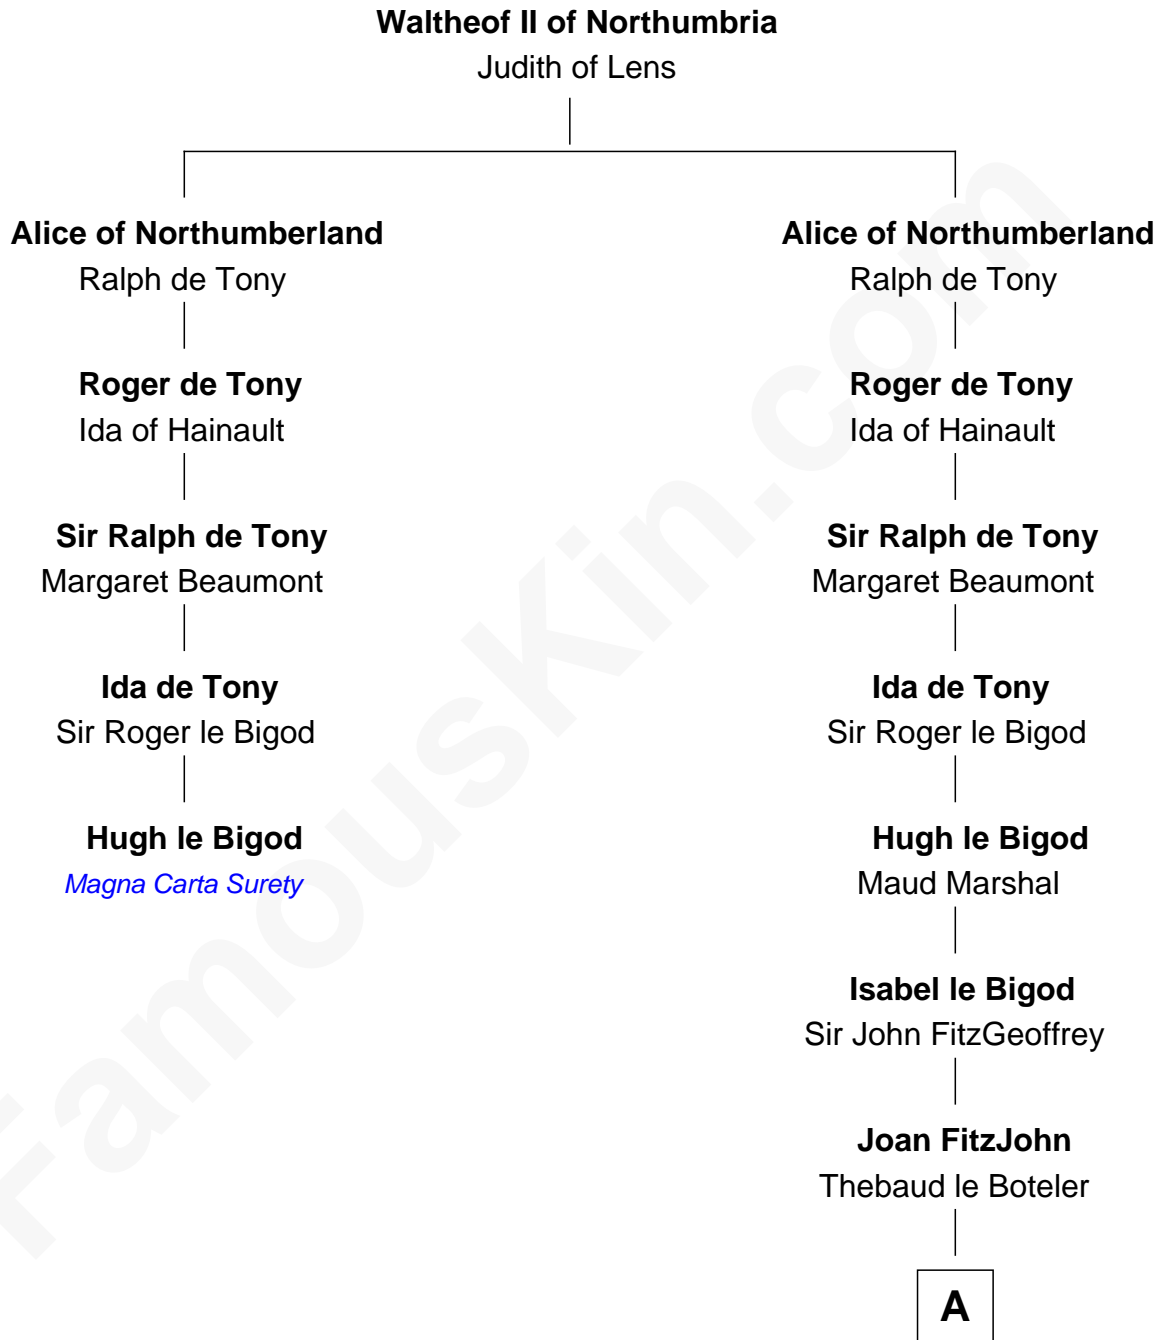 Waltheof II of Northumbria
Judith of Lens
Alice of Northumberland
Ralph de Tony
Roger de Tony
Ida of Hainault
Sir Ralph de Tony
Margaret Beaumont
Ida de Tony
Sir Roger le Bigod
Hugh le Bigod
Magna Carta Surety
Alice of Northumberland
Ralph de Tony
Roger de Tony
Ida of Hainault
Sir Ralph de Tony
Margaret Beaumont
Ida de Tony
Sir Roger le Bigod
Hugh le Bigod
Maud Marshal
Isabel le Bigod
Sir John FitzGeoffrey
Joan FitzJohn
Thebaud le Boteler
A
FamousKin.com